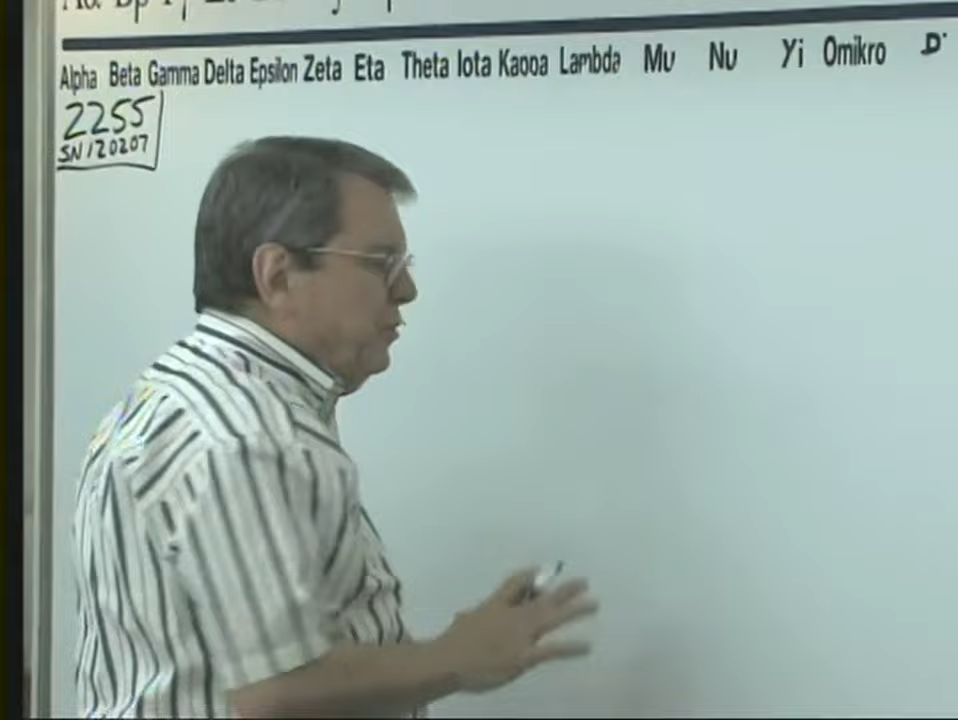 Alpha Beta Gamma Delta Epsilon Zeta Eta Theta Iota Kaooa Lambda Mu Nu Yi Omikro
2255
SN120207